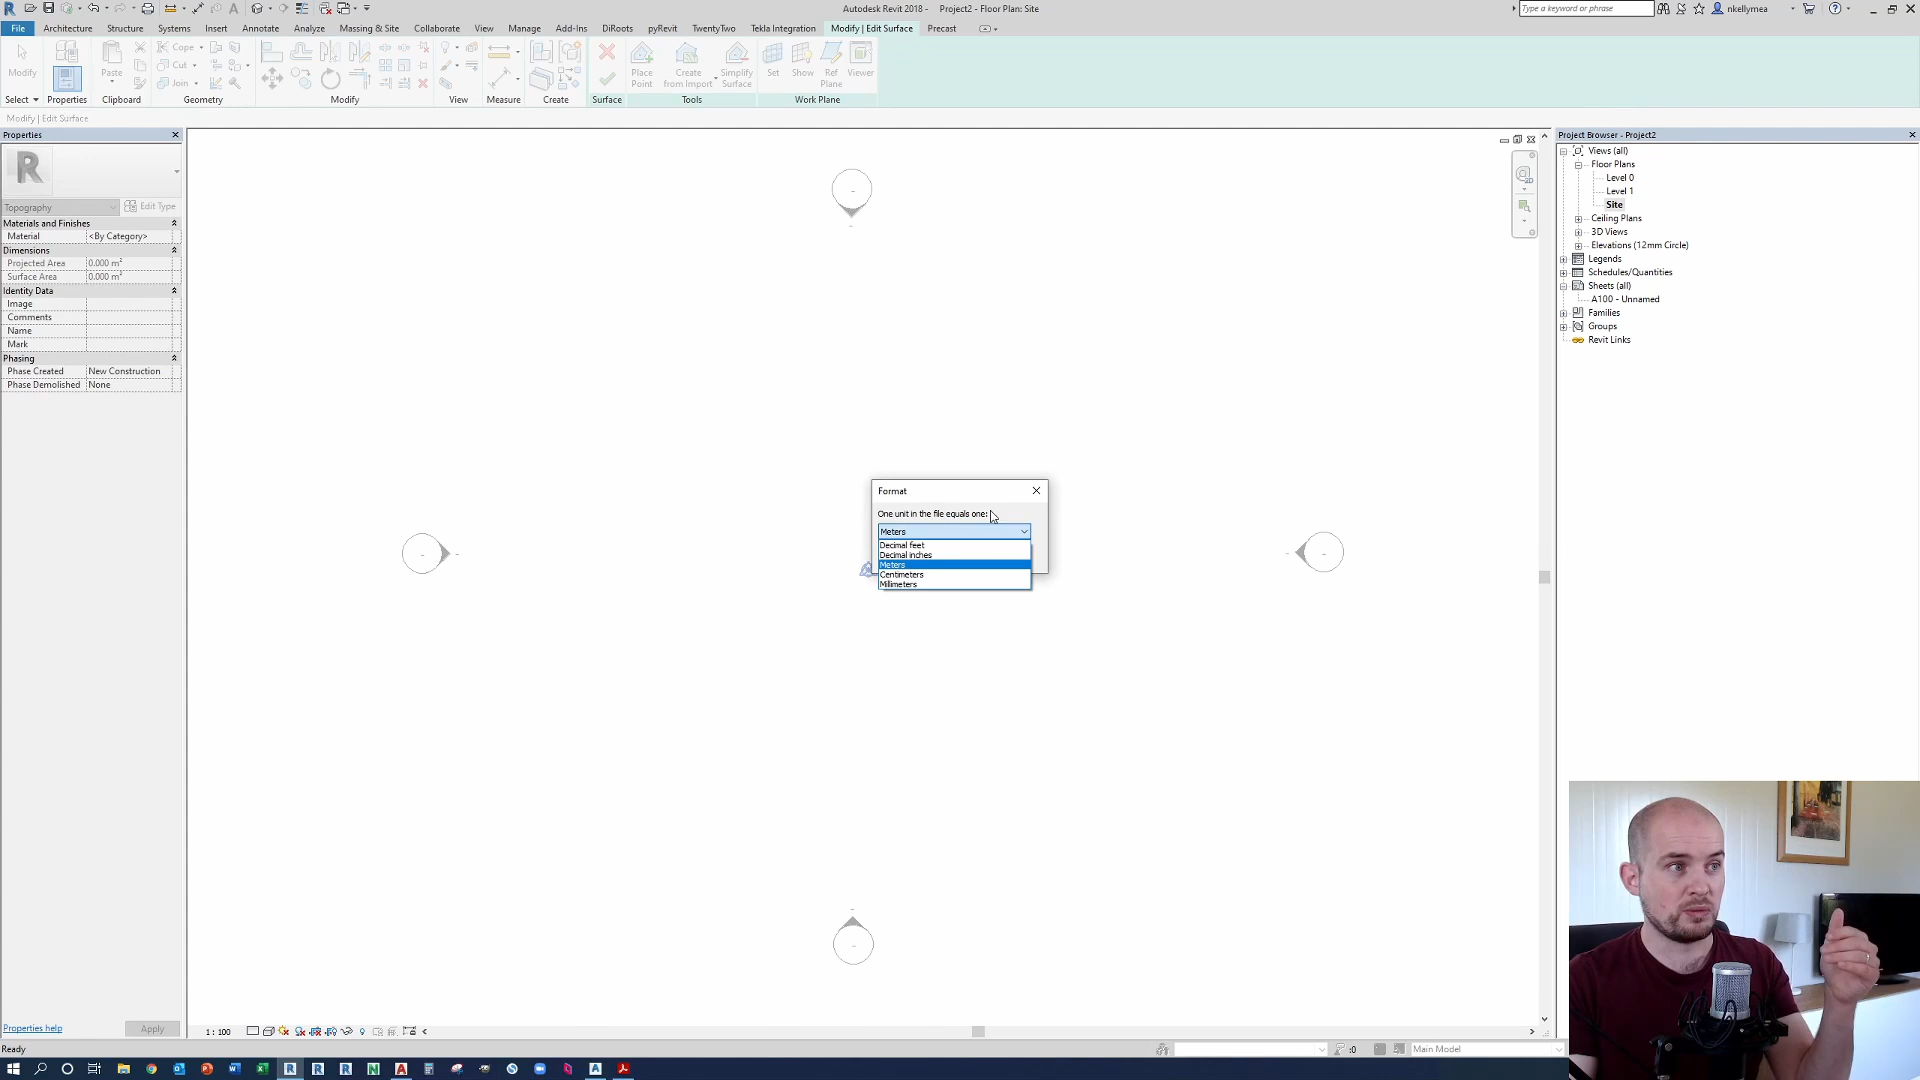 Autodesk Revit 2018 - Project2 - Floor Plan: Site
Type a keyword or phrase
nkellymea
File Architecture Structure Systems Insert Annotate Analyze Massing & Site Collaborate View Manage Add-Ins DiRoots pyRevit TwentyTwo Tekla Integration Modify | Edit Surface Precast
Modify
Paste
Cope
Cut
Join
Place Point
Create from Import
Simplify Surface
Set
Show
Ref Plane
Viewer
Select Properties Clipboard Geometry Modify View Measure Create Surface Tools Work Plane
Modify | Edit Surface
Properties
Topography
Edit Type
Materials and Finishes
Material <By Category>
Dimensions
Projected Area 0.000 m²
Surface Area 0.000 m²
Identity Data
Image
Comments
Name
Mark
Phasing
Phase Created New Construction
Phase Demolished None
Properties help
Apply
Format
One unit in the file equals one:
Meters
Decimal feet
Decimal inches
Meters
Centimeters
Millimeters
2D
Project Browser - Project2
Views (all)
Floor Plans
Level 0
Level 1
Site
Ceiling Plans
3D Views
Elevations (12mm Circle)
Legends
Schedules/Quantities
Sheets (all)
A100 - Unnamed
Families
Groups
Revit Links
1 : 100
Ready
:0
Main Model